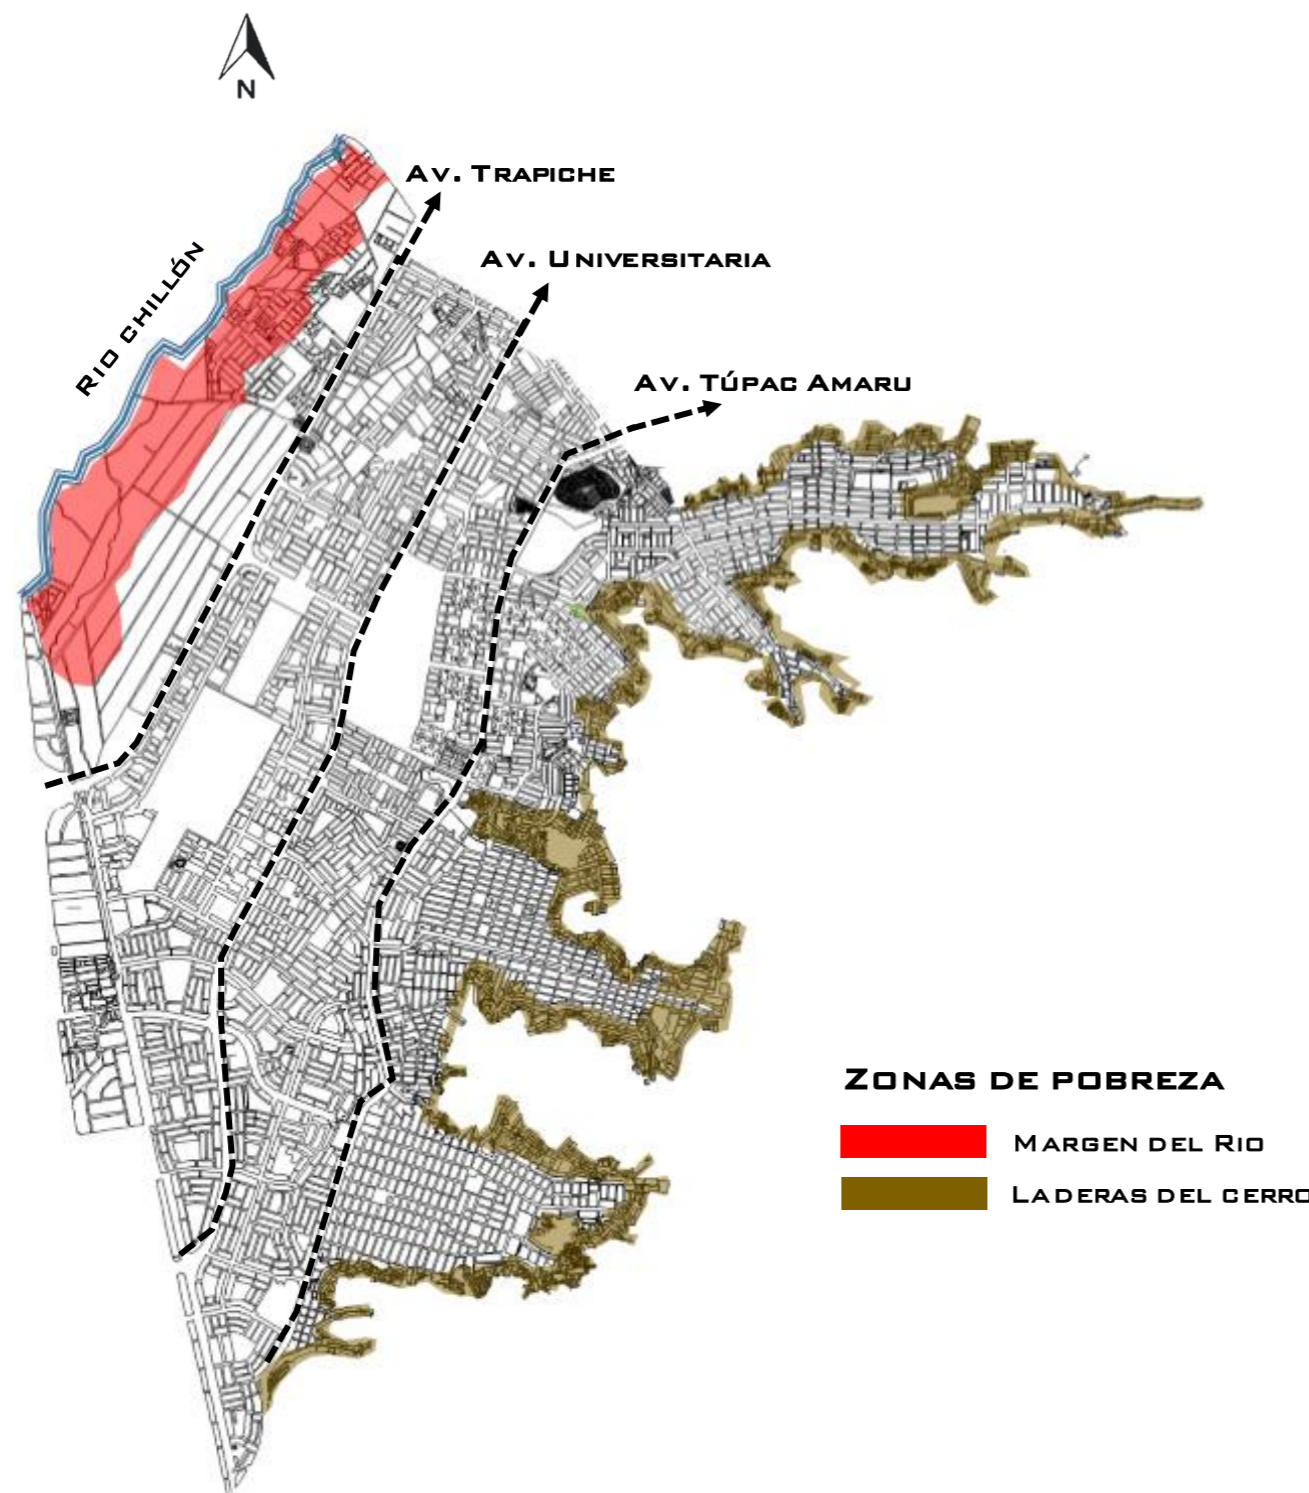 N
Av. Trapiche
Av. Universitaria
Rio chillón
Av. Túpac Amaru
Zonas de pobreza
Margen del Rio
Laderas del cerro